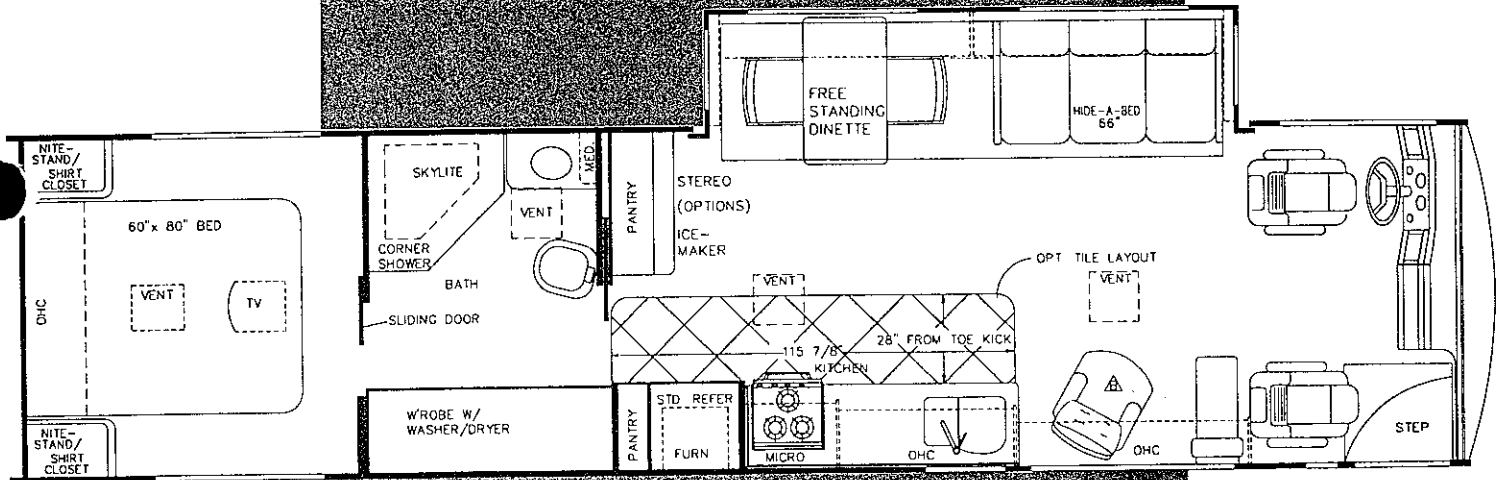 NITE-
STAND/
SHIRT
CLOSET
60"x 80" BED
OHC
VENT
TV
NITE-
STAND/
SHIRT
CLOSET
SKYLITE
MED.
VENT
CORNER
SHOWER
BATH
SLIDING DOOR
W'ROBE W/
WASHER/DRYER
PANTRY
STEREO
(OPTIONS)
ICE-
MAKER
FREE
STANDING
DINETTE
HIDE-A-BED
66"
OPT TILE LAYOUT
VENT
VENT
28" FROM TOE KICK
115 7/8"
KITCHEN
PANTRY
STD REFER
FURN
MICRO
OHC
OHC
STEP